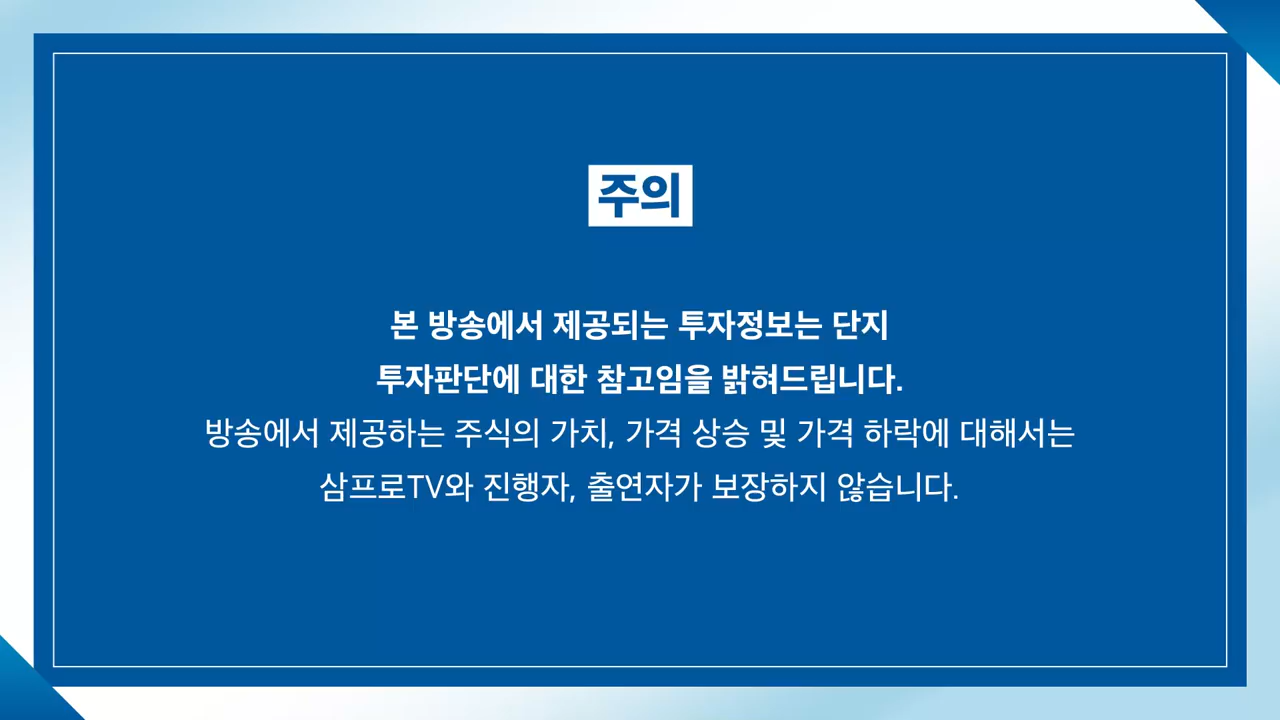 주의
본 방송에서 제공되는 투자정보는 단지
투자판단에 대한 참고임을 밝혀드립니다.
방송에서 제공하는 주식의 가치, 가격 상승 및 가격 하락에 대해서는
삼프로TV와 진행자, 출연자가 보장하지 않습니다.